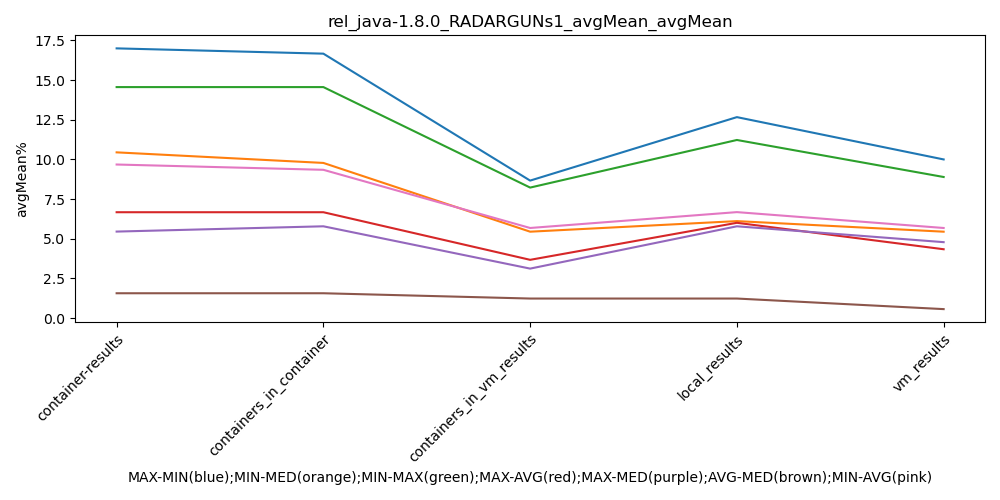 rel_java-1.8.0_RADARGUNs1_avgMean_avgMean
avgMean%
17.5
15.0
12.5
10.0
7.5
5.0
2.5
0.0
container-results
containers_in_container
containers_in_vm_results
local_results
vm_results
MAX-MIN(blue);MIN-MED(orange);MIN-MAX(green);MAX-AVG(red);MAX-MED(purple);AVG-MED(brown);MIN-AVG(pink)